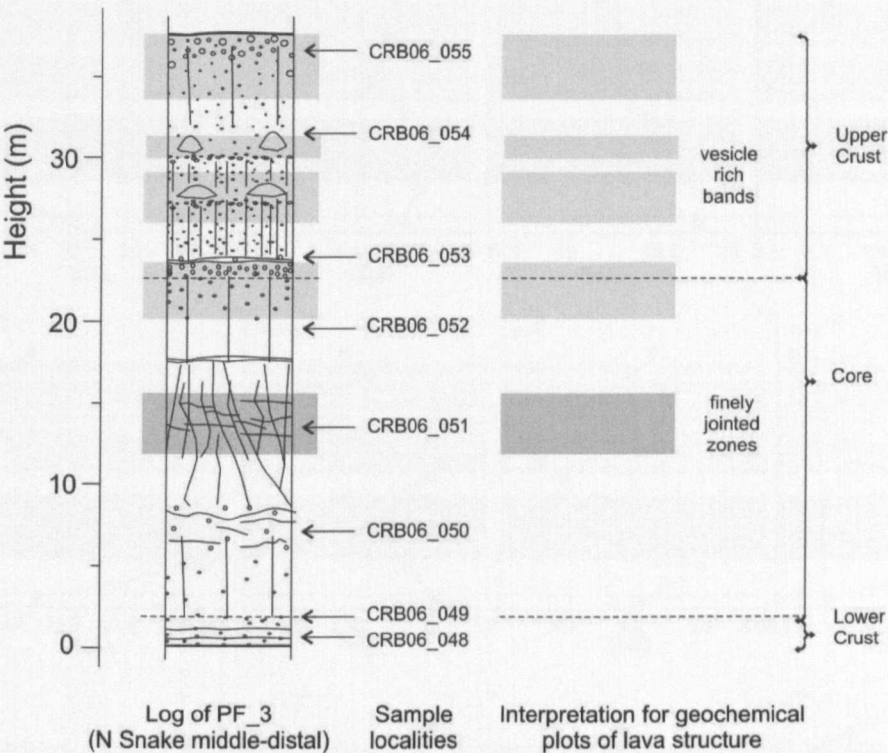 Height (m)
30
20
10
0
CRB06_055
CRB06_054
CRB06_053
CRB06_052
CRB06_051
CRB06_050
CRB06_049
CRB06_048
vesicle
rich
bands
finely
jointed
zones
Upper
Crust
Core
Lower
Crust
Log of PF_3
(N Snake middle-distal)
Sample
localities
Interpretation for geochemical
plots of lava structure